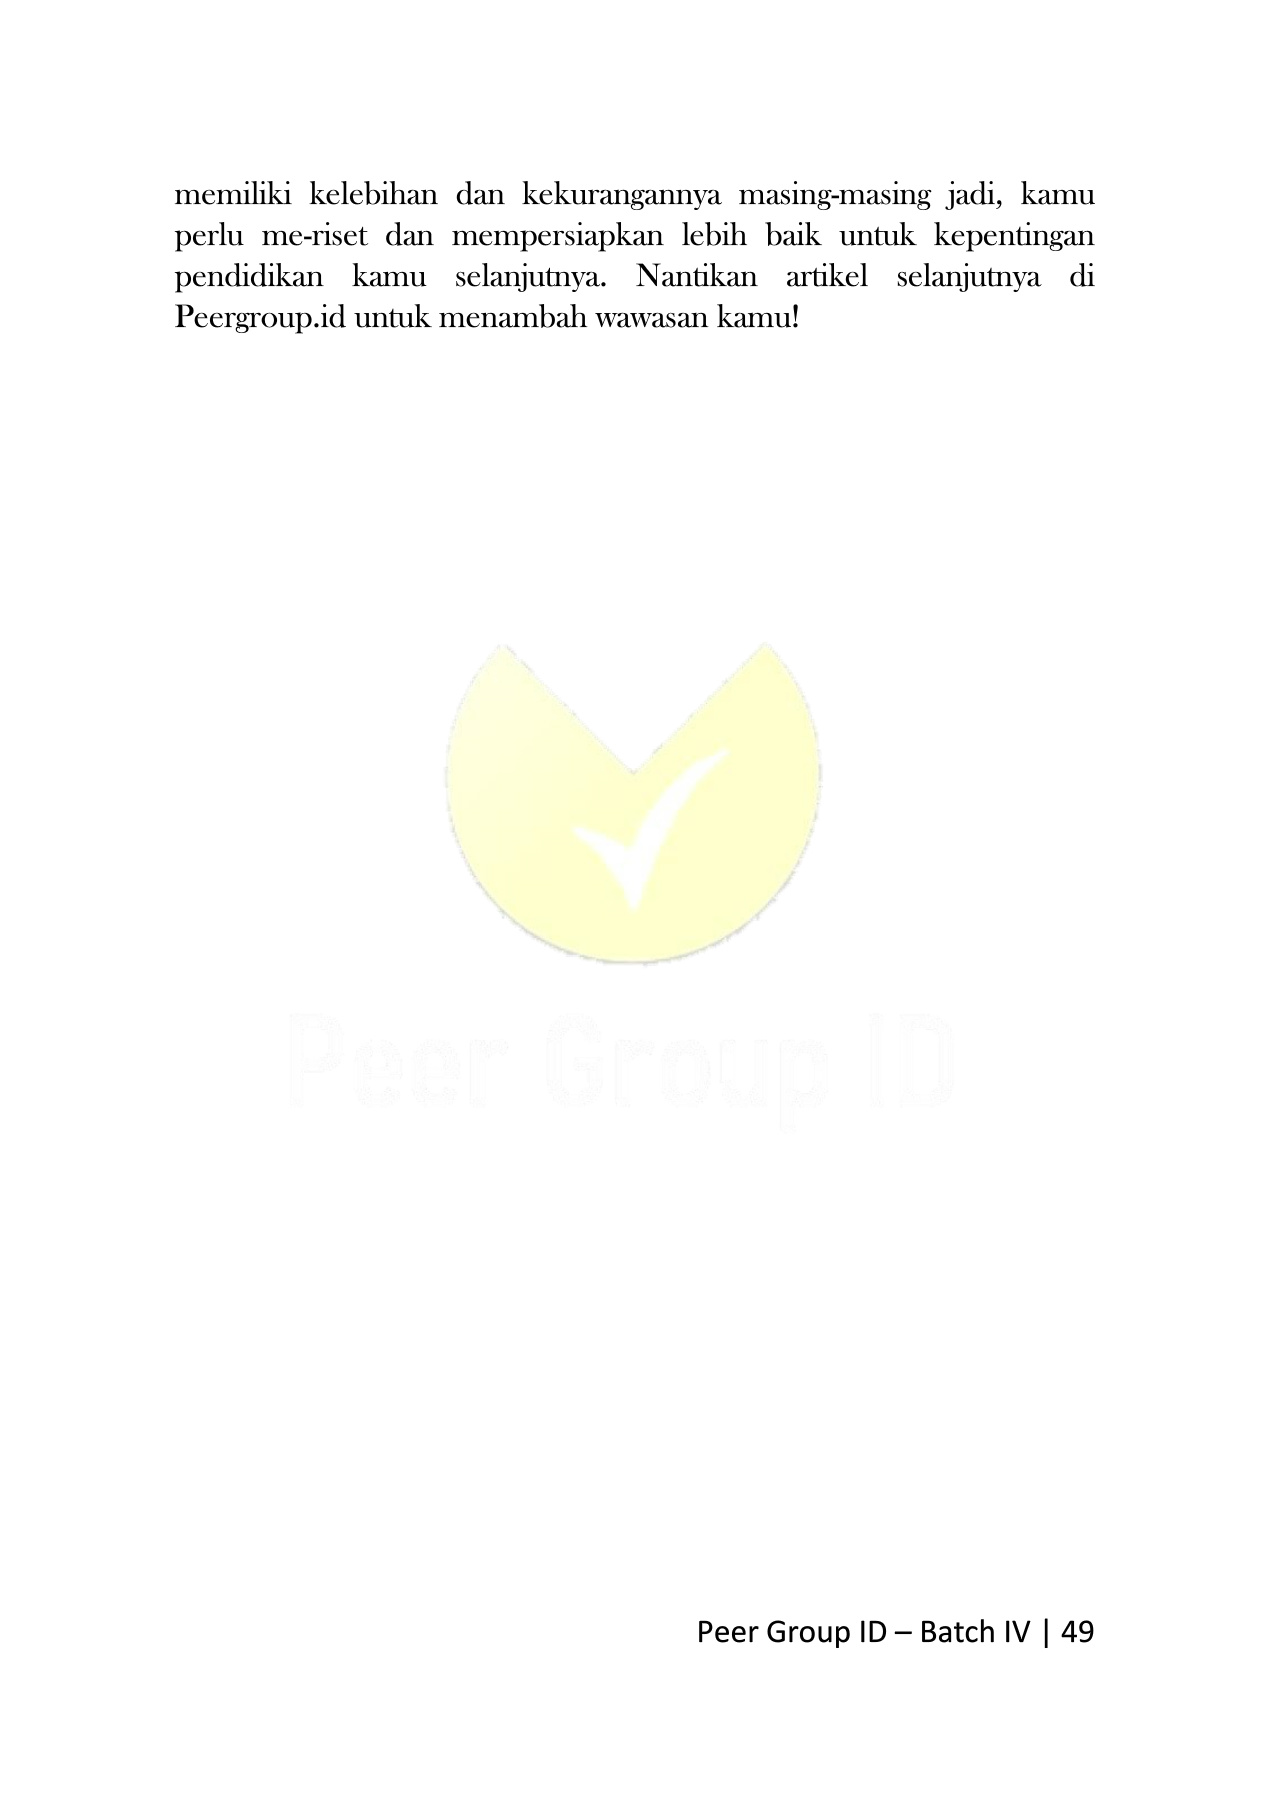 memiliki kelebihan dan kekurangannya masing-masing jadi, kamu
perlu me-riset dan mempersiapkan lebih baik untuk kepentingan
pendidikan kamu selanjutnya. Nantikan artikel selanjutnya di
Peergroup.id untuk menambah wawasan kamu!
Peer Group ID
Peer Group ID – Batch IV | 49